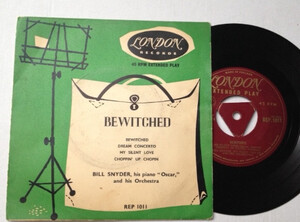 LONDON
RECORDS
45 RPM EXTENDED PLAY
BEWITCHED
BEWITCHED
DREAM CONCERTO
MY SILENT LOVE
CHOPPIN' UP CHOPIN
BILL SNYDER, his piano "Oscar,"
and his Orchestra
REP 1011
LONDON
EXTENDED PLAY